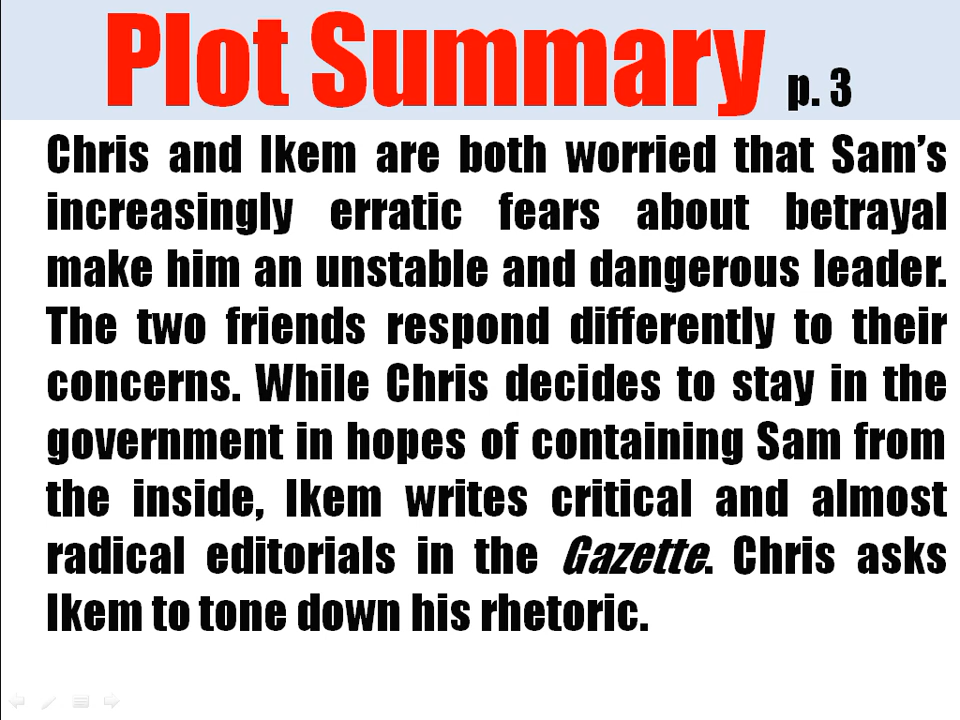 Plot Summary p. 3
Chris and Ikem are both worried that Sam’s
increasingly erratic fears about betrayal
make him an unstable and dangerous leader.
The two friends respond differently to their
concerns. While Chris decides to stay in the
government in hopes of containing Sam from
the inside, Ikem writes critical and almost
radical editorials in the Gazette. Chris asks
Ikem to tone down his rhetoric.